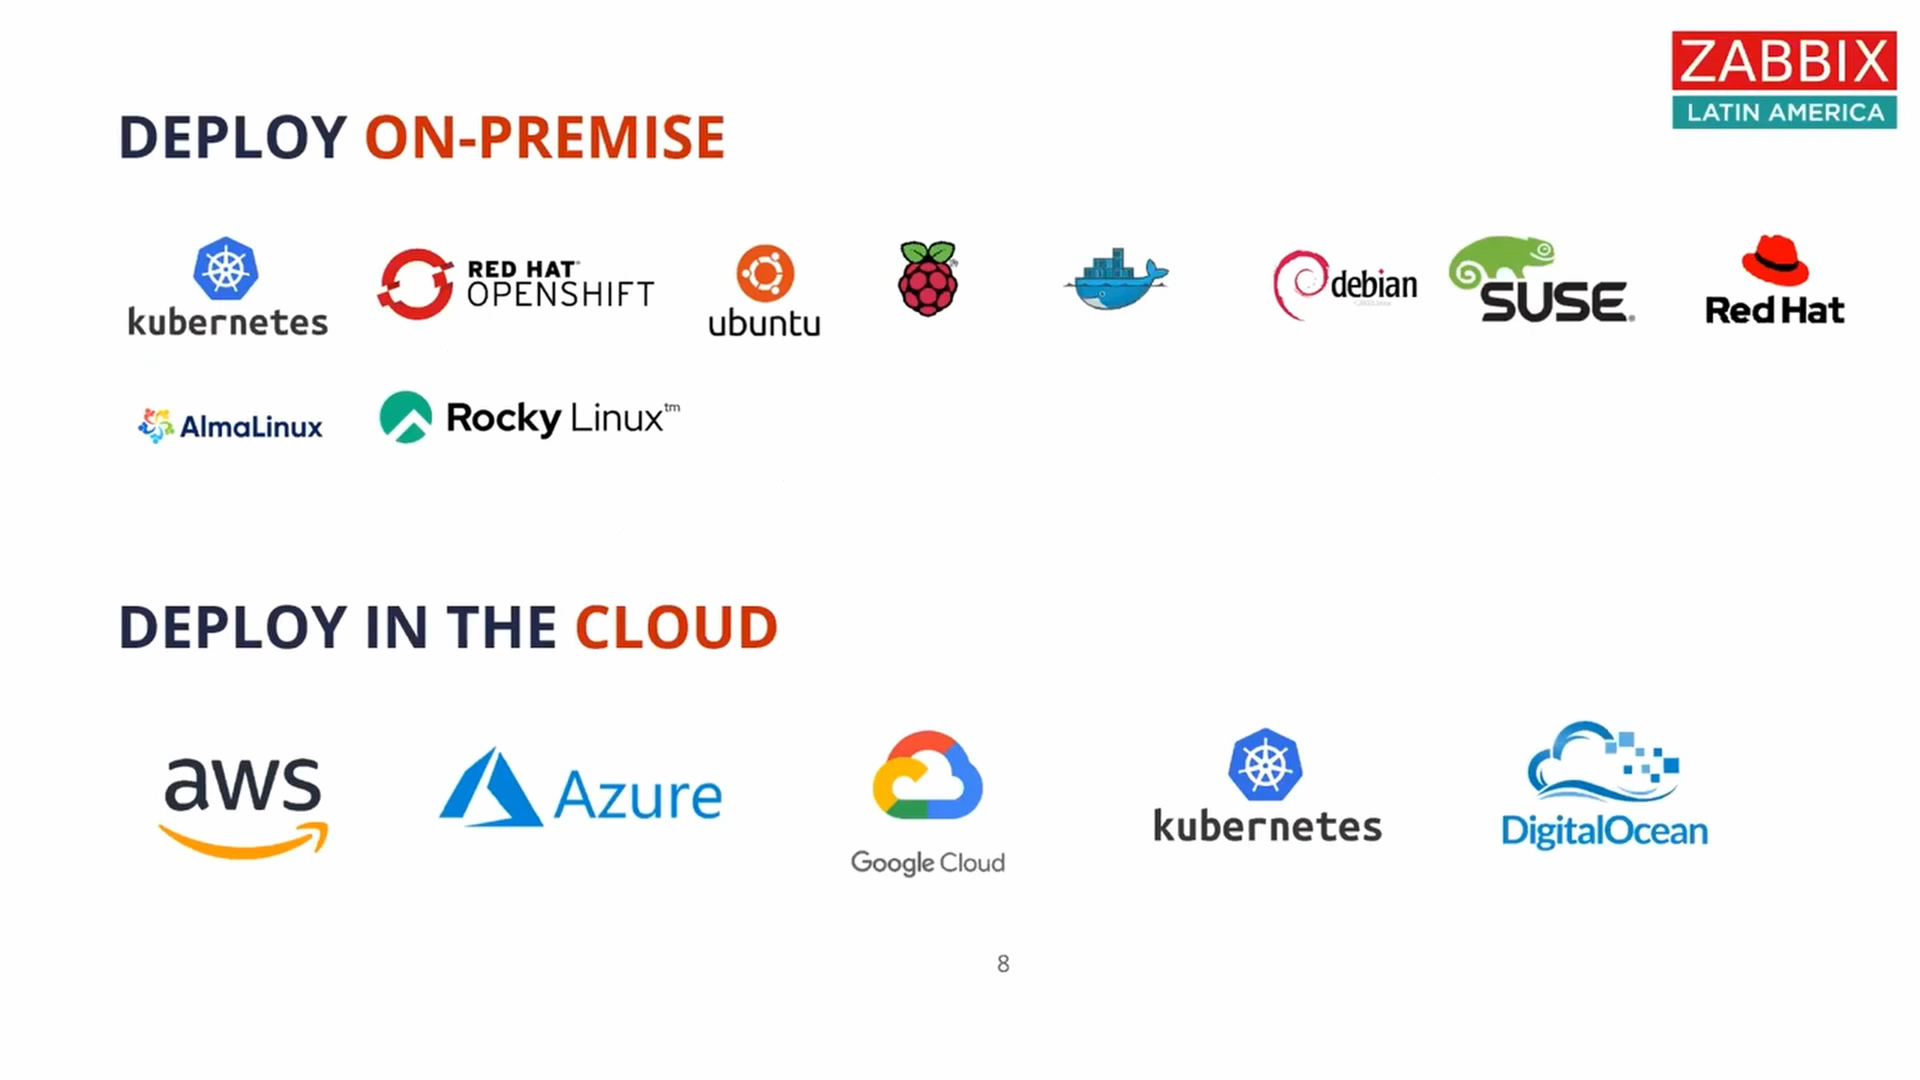 ZABBIX
LATIN AMERICA
DEPLOY ON-PREMISE
kubernetes
RED HAT®
OPENSHIFT
ubuntu
debian
SUSE®
Red Hat
AlmaLinux
Rocky Linux™
DEPLOY IN THE CLOUD
aws
Azure
Google Cloud
kubernetes
DigitalOcean
8